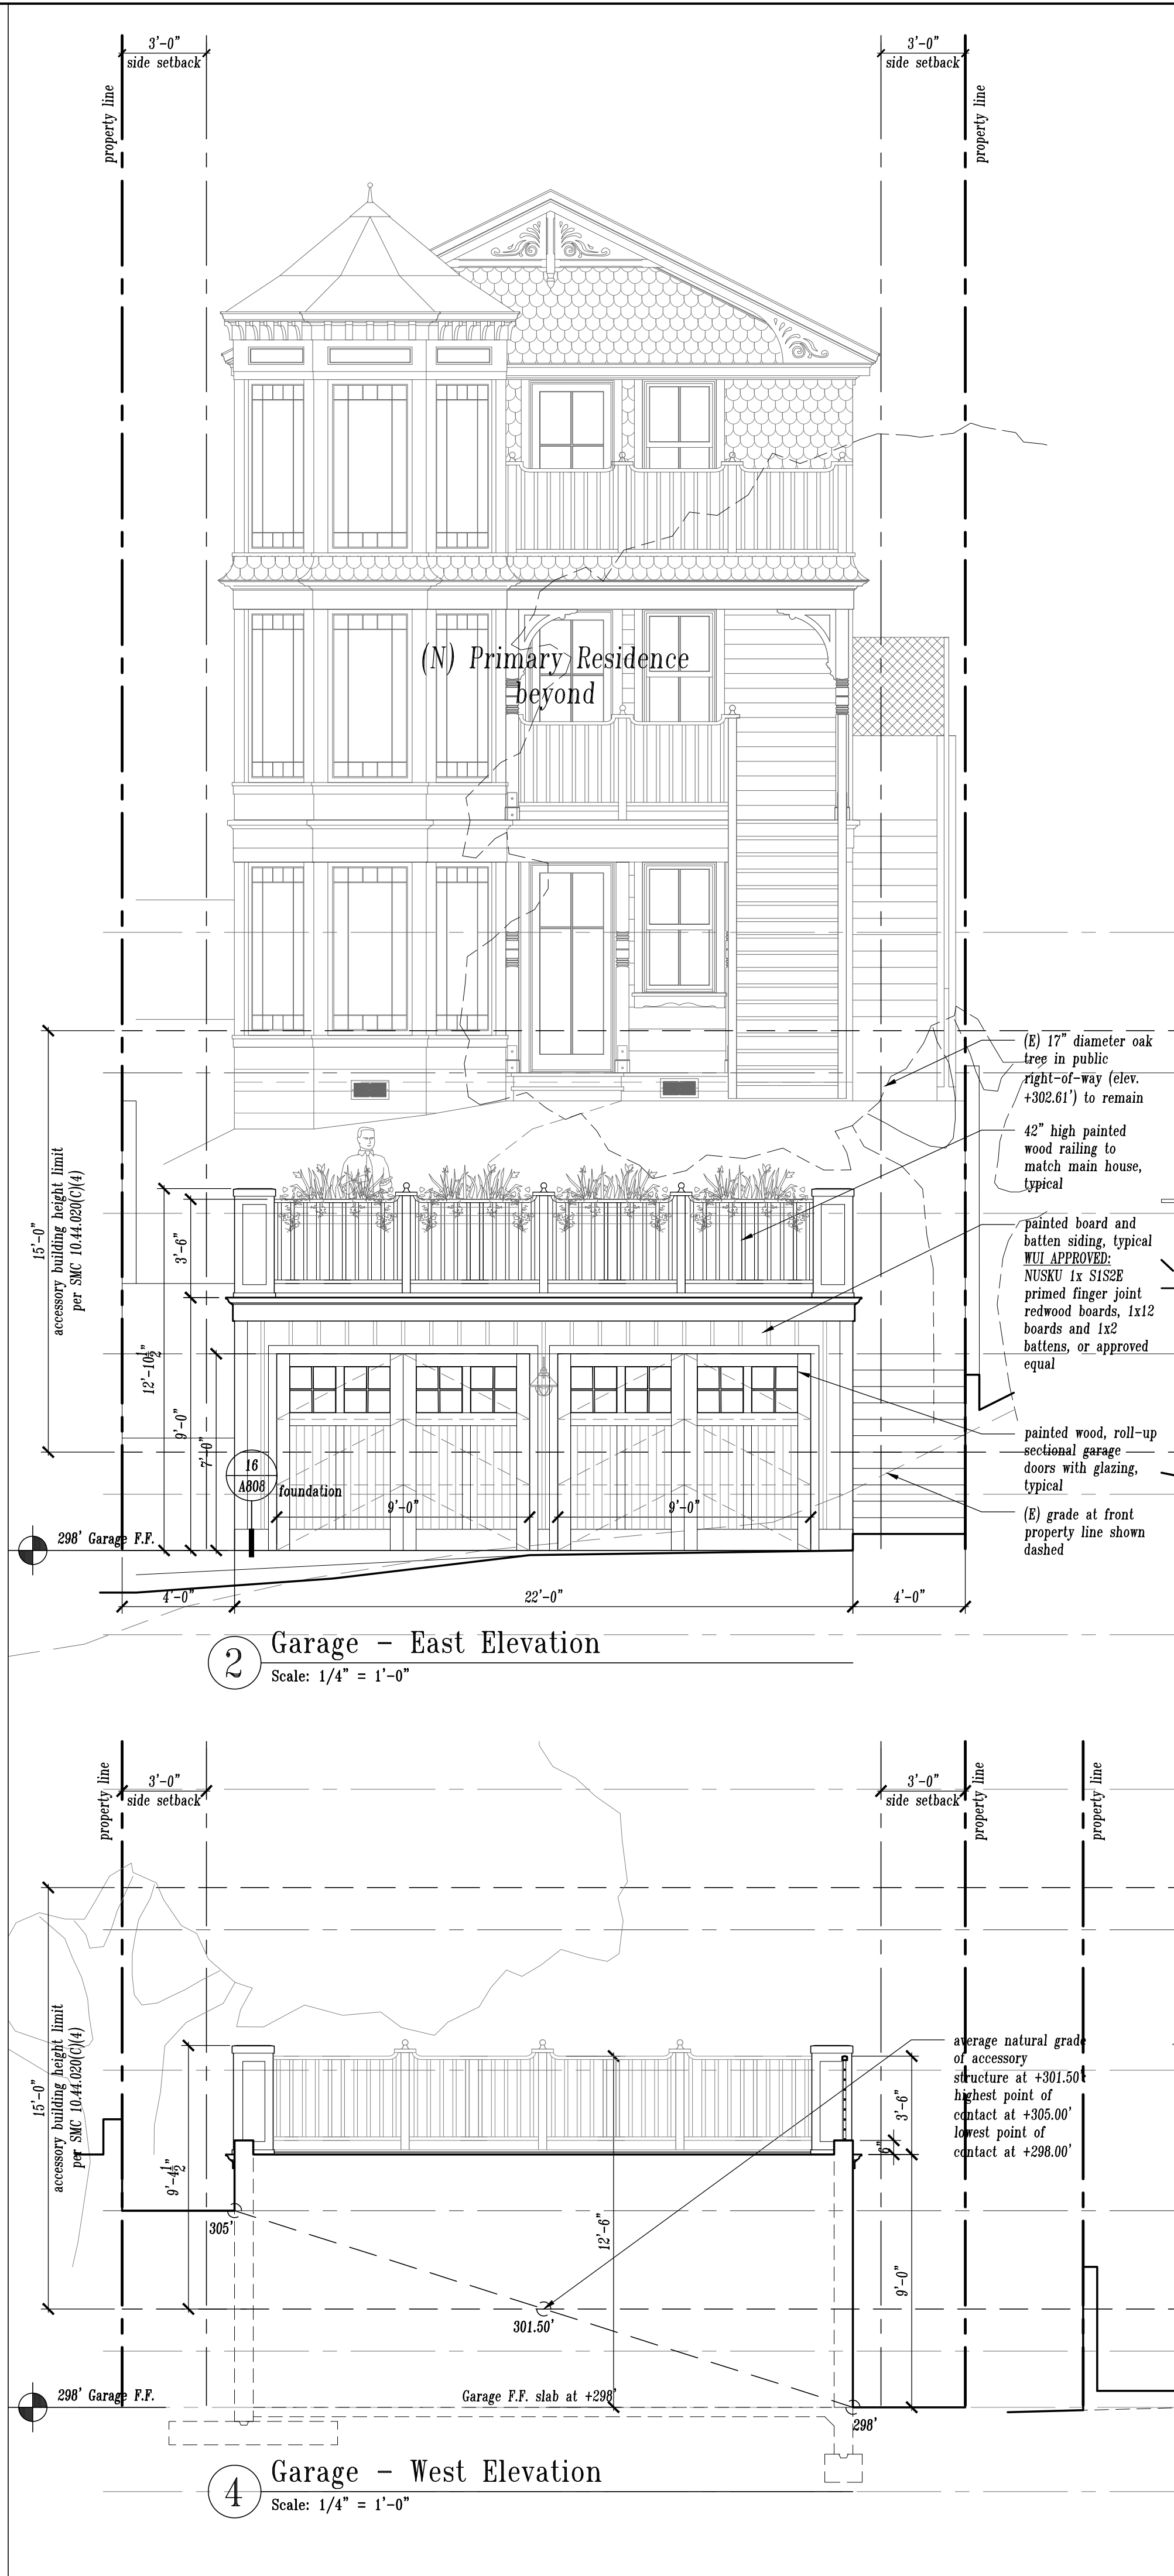 3'-0"
side setback
3'-0"
side setback
property line
property line
(N) Primary Residence
beyond
15'-0"
accessory building height limit
per SMC 10.44.020(C)(4)
12'-10 1/2"
3'-6"
9'-0"
7'-0"
(E) 17" diameter oak
tree in public
right-of-way (elev.
+302.61') to remain
42" high painted
wood railing to
match main house,
typical
painted board and
batten siding, typical
WUI APPROVED:
NUSKU 1x S1S2E
primed finger joint
redwood boards, 1x12
boards and 1x2
battens, or approved
equal
painted wood, roll-up
sectional garage
doors with glazing,
typical
(E) grade at front
property line shown
dashed
16
A808
foundation
9'-0"
9'-0"
298' Garage F.F.
4'-0"
22'-0"
4'-0"
2
Garage - East Elevation
Scale: 1/4" = 1'-0"
property line
3'-0"
side setback
3'-0"
side setback
property line
property line
15'-0"
accessory building height limit
per SMC 10.44.020(C)(4)
9'-4 1/2"
305'
12'-6"
301.50'
3'-6"
6"
9'-0"
average natural grade
of accessory
structure at +301.50'
highest point of
contact at +305.00'
lowest point of
contact at +298.00'
298' Garage F.F.
Garage F.F. slab at +298'
298'
4
Garage - West Elevation
Scale: 1/4" = 1'-0"